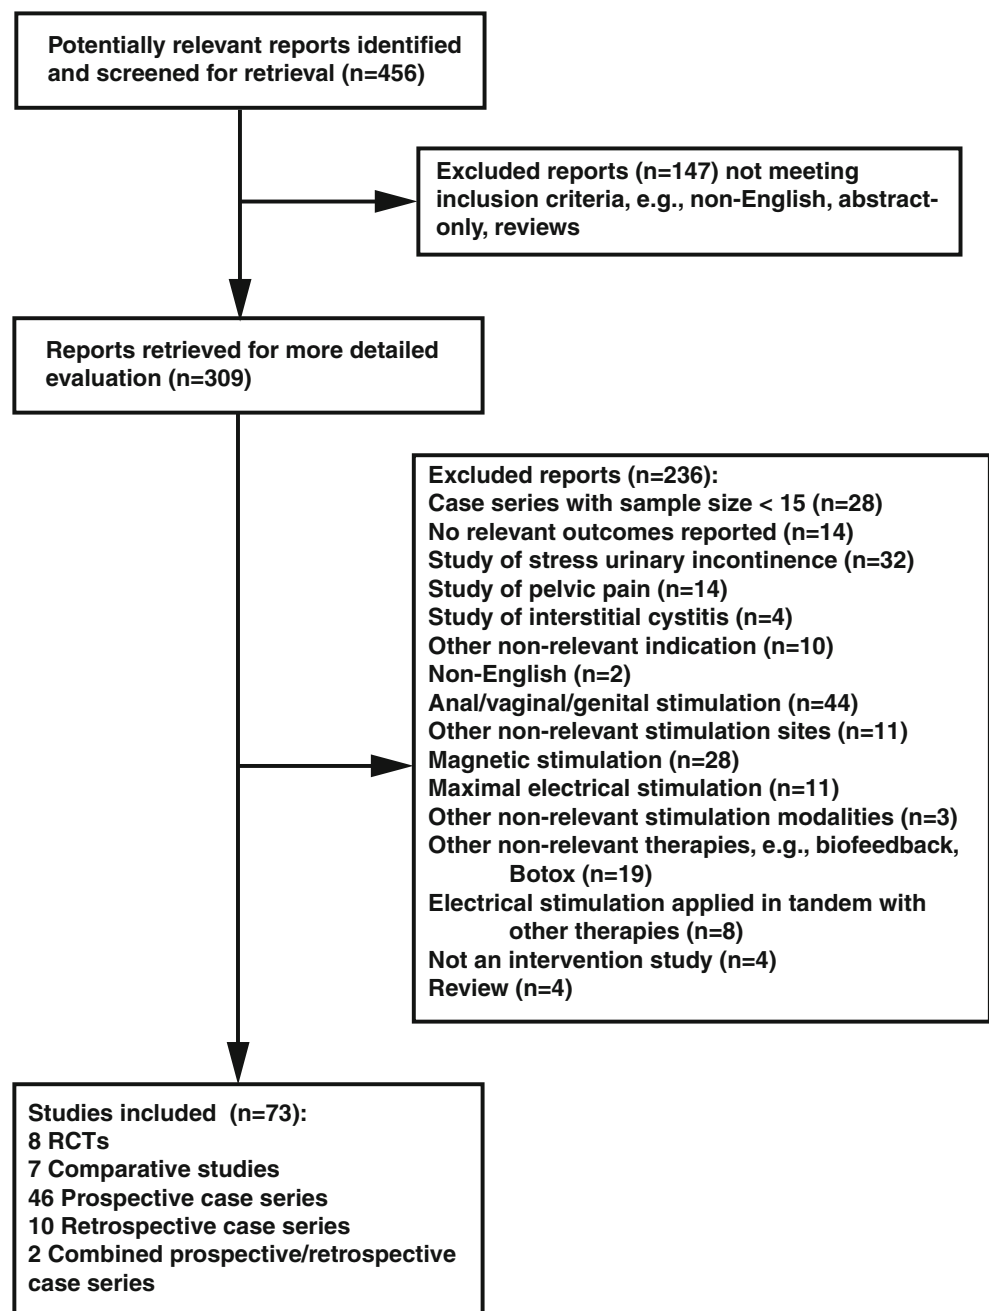 Potentially relevant reports identified
and screened for retrieval (n=456)
Excluded reports (n=147) not meeting
inclusion criteria, e.g., non-English, abstract-
only, reviews
Reports retrieved for more detailed
evaluation (n=309)
Excluded reports (n=236):
Case series with sample size < 15 (n=28)
No relevant outcomes reported (n=14)
Study of stress urinary incontinence (n=32)
Study of pelvic pain (n=14)
Study of interstitial cystitis (n=4)
Other non-relevant indication (n=10)
Non-English (n=2)
Anal/vaginal/genital stimulation (n=44)
Other non-relevant stimulation sites (n=11)
Magnetic stimulation (n=28)
Maximal electrical stimulation (n=11)
Other non-relevant stimulation modalities (n=3)
Other non-relevant therapies, e.g., biofeedback,
Botox (n=19)
Electrical stimulation applied in tandem with
other therapies (n=8)
Not an intervention study (n=4)
Review (n=4)
Studies included (n=73):
8 RCTs
7 Comparative studies
46 Prospective case series
10 Retrospective case series
2 Combined prospective/retrospective
case series